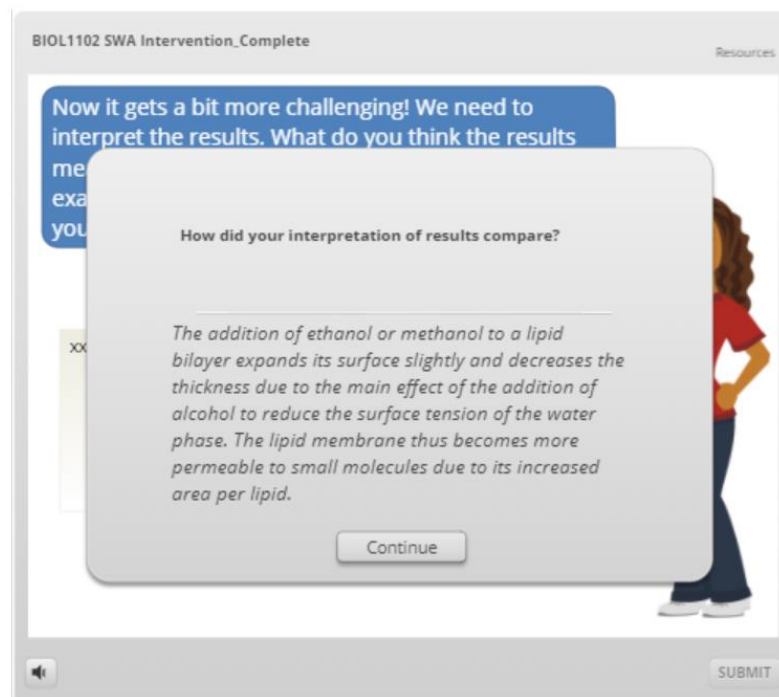 BIOL1102 SWA Intervention_Complete
Resources
Now it gets a bit more challenging! We need to
interpret the results. What do you think the results
me
exa
you
How did your interpretation of results compare?
xx
The addition of ethanol or methanol to a lipid
bilayer expands its surface slightly and decreases the
thickness due to the main effect of the addition of
alcohol to reduce the surface tension of the water
phase. The lipid membrane thus becomes more
permeable to small molecules due to its increased
area per lipid.
Continue
SUBMIT